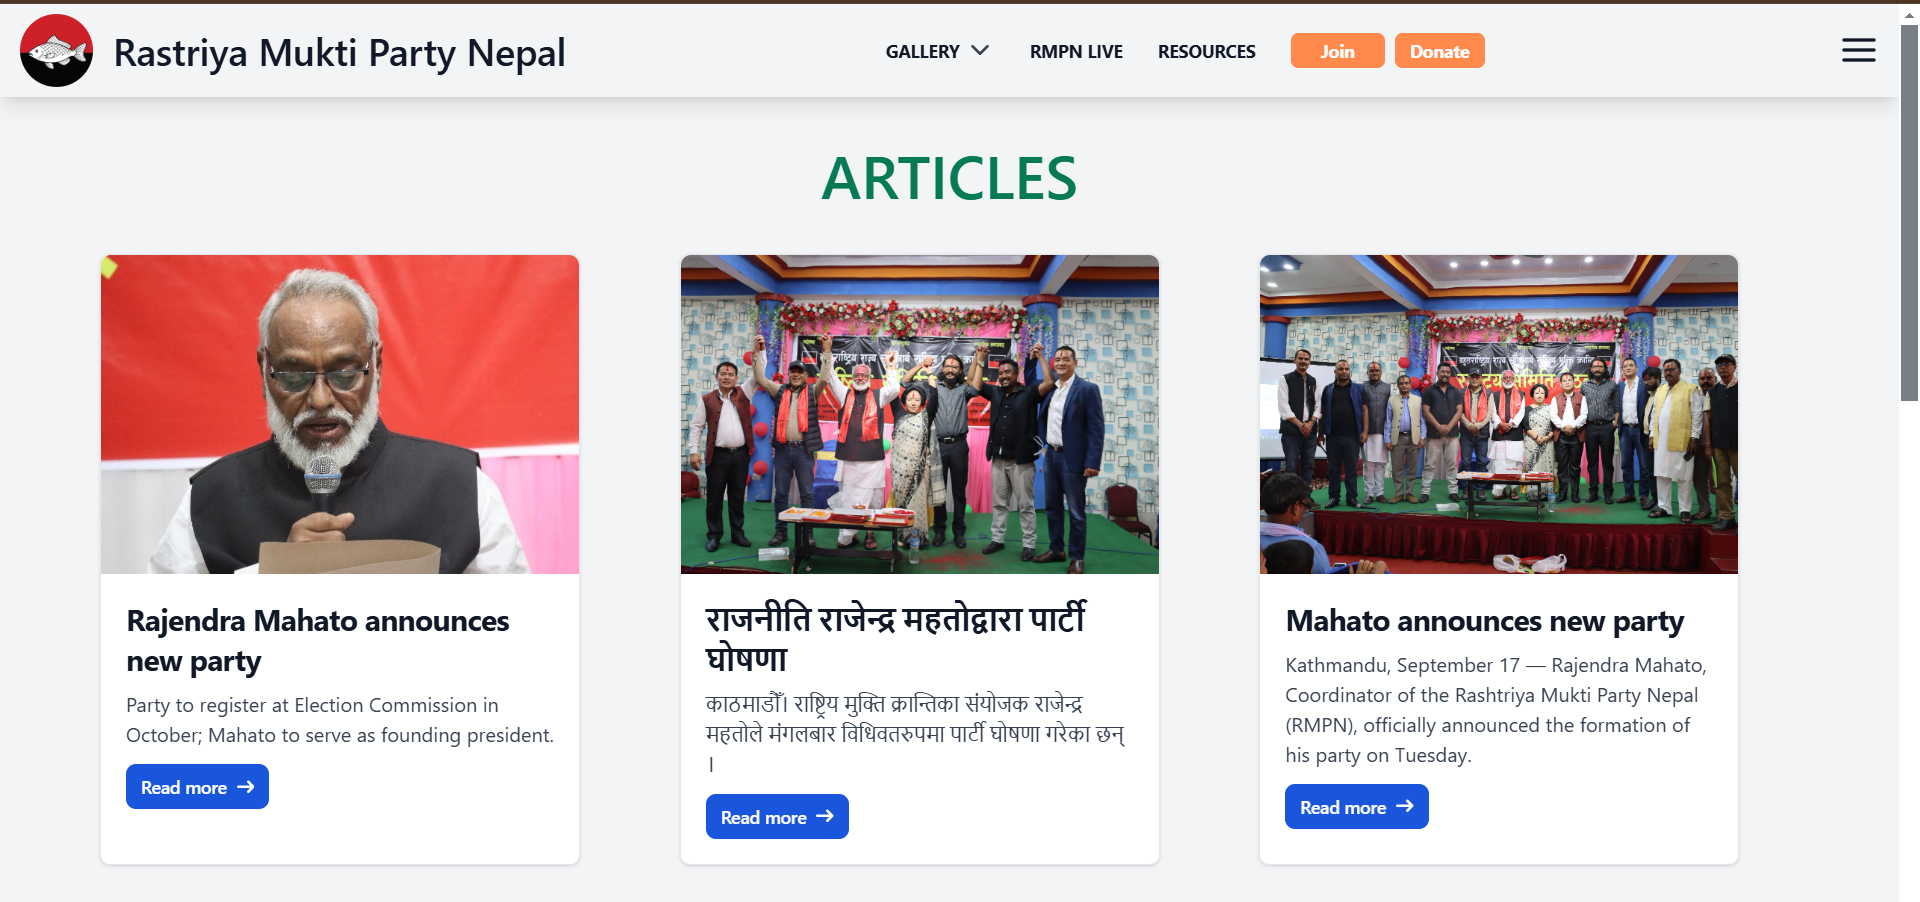 Rastriya Mukti Party Nepal
GALLERY
RMPN LIVE
RESOURCES
Join
Donate
ARTICLES
Rajendra Mahato announces
new party
Party to register at Election Commission in
October; Mahato to serve as founding president.
Read more
राजनीति राजेन्द्र महतोद्वारा पार्टी
घोषणा
काठमाडौँ। राष्ट्रिय मुक्ति क्रान्तिका संयोजक राजेन्द्र
महतोले मंगलबार विधिवतरुपमा पार्टी घोषणा गरेका छन्
।
Read more
Mahato announces new party
Kathmandu, September 17 — Rajendra Mahato,
Coordinator of the Rashtriya Mukti Party Nepal
(RMPN), officially announced the formation of
his party on Tuesday.
Read more